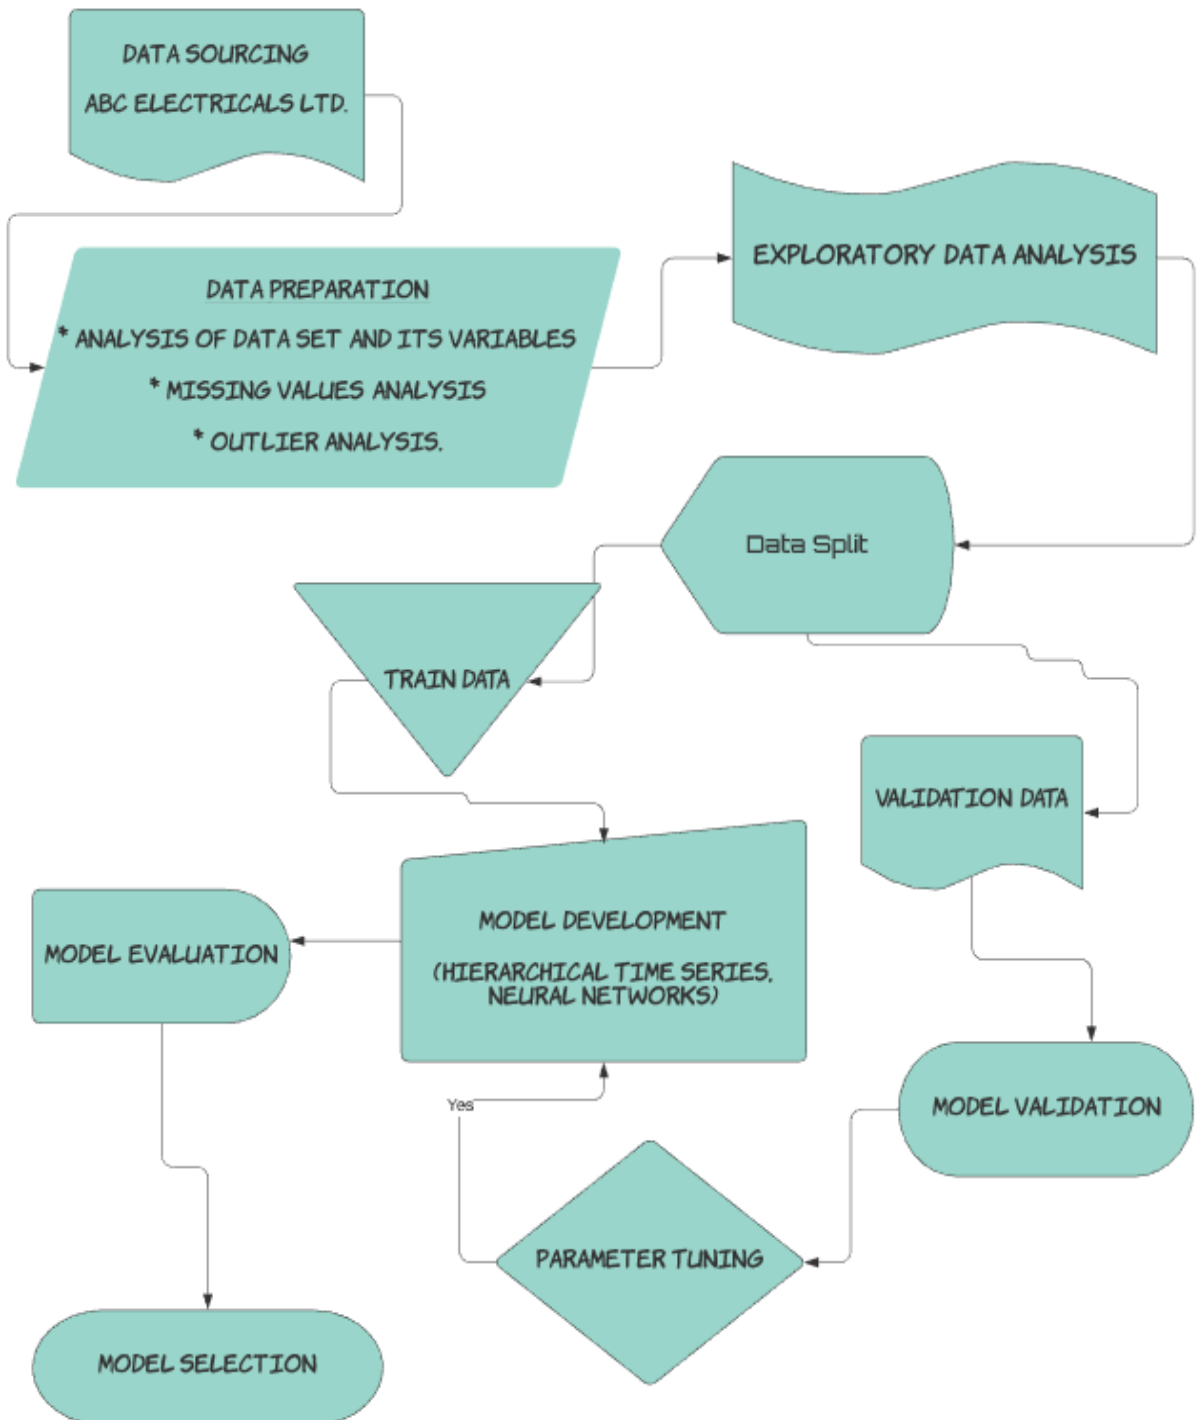 DATA SOURCING
ABC ELECTRICALS LTD.
DATA PREPARATION
* ANALYSIS OF DATA SET AND ITS VARIABLES
* MISSING VALUES ANALYSIS
* OUTLIER ANALYSIS.
EXPLORATORY DATA ANALYSIS
Data Split
TRAIN DATA
VALIDATION DATA
MODEL DEVELOPMENT
(HIERARCHICAL TIME SERIES,
NEURAL NETWORKS)
MODEL EVALUATION
MODEL VALIDATION
Yes
PARAMETER TUNING
MODEL SELECTION